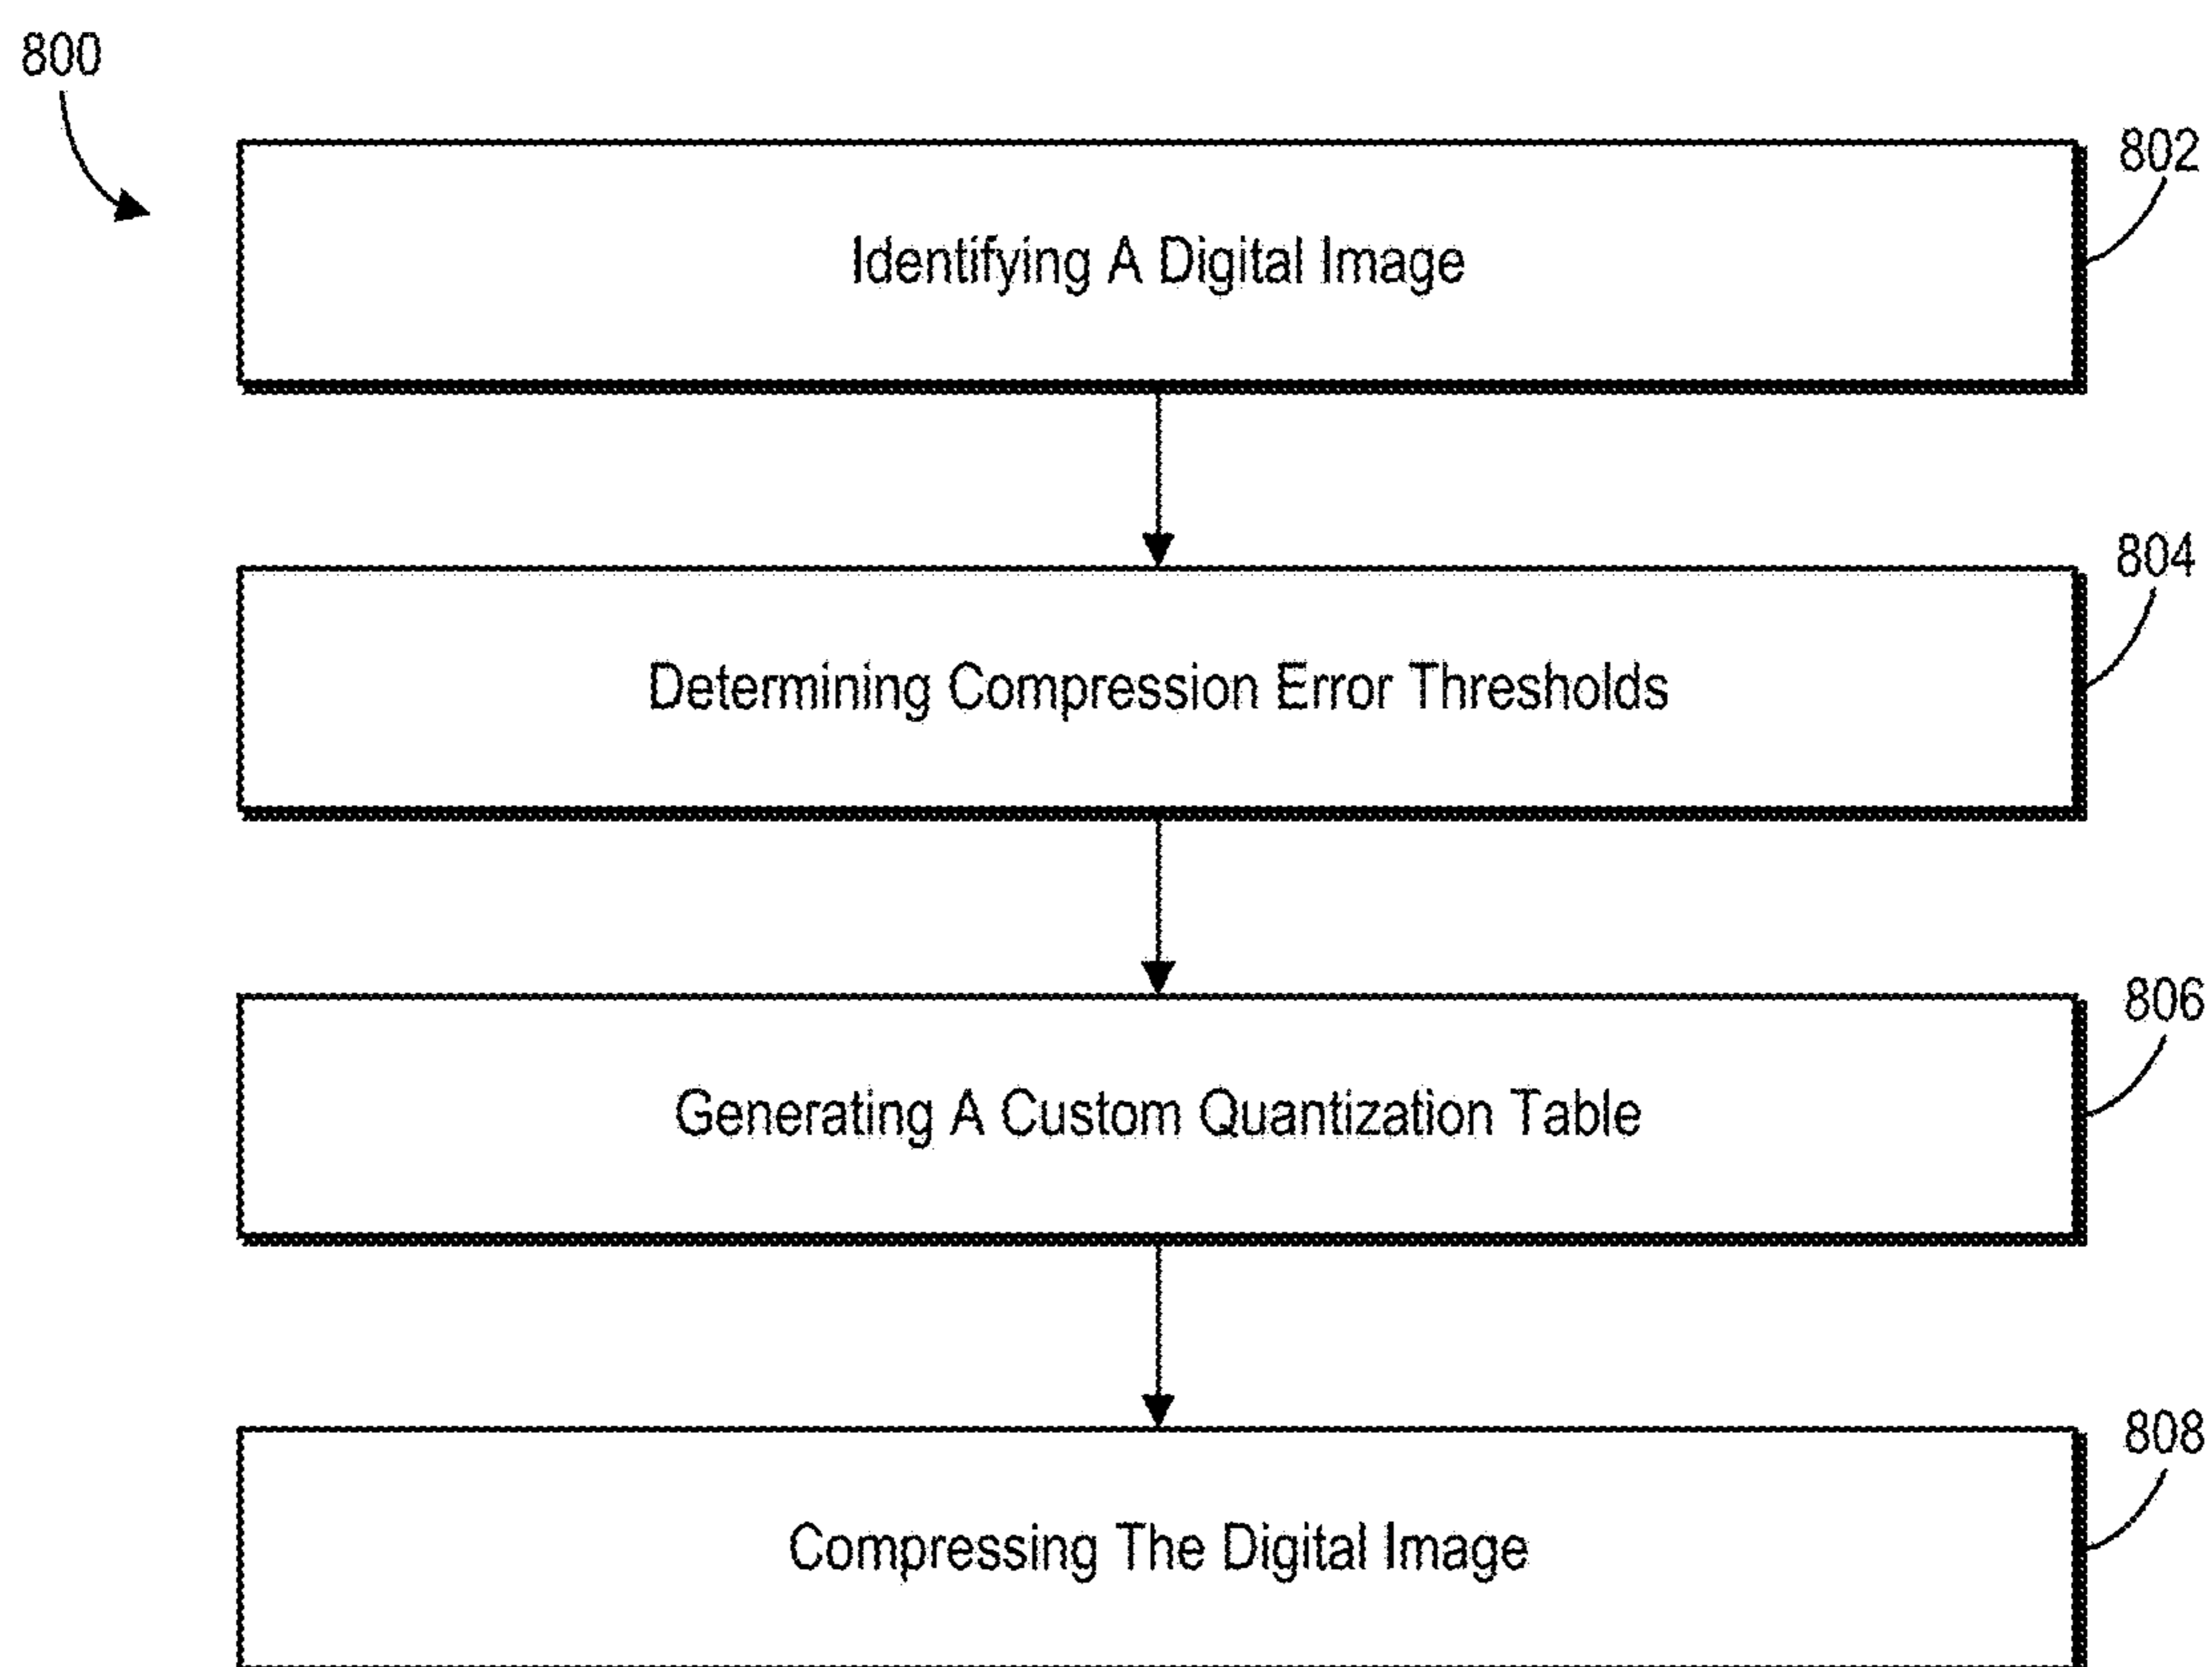 800
802
Identifying A Digital Image
804
Determining Compression Error Thresholds
806
Generating A Custom Quantization Table
808
Compressing The Digital Image